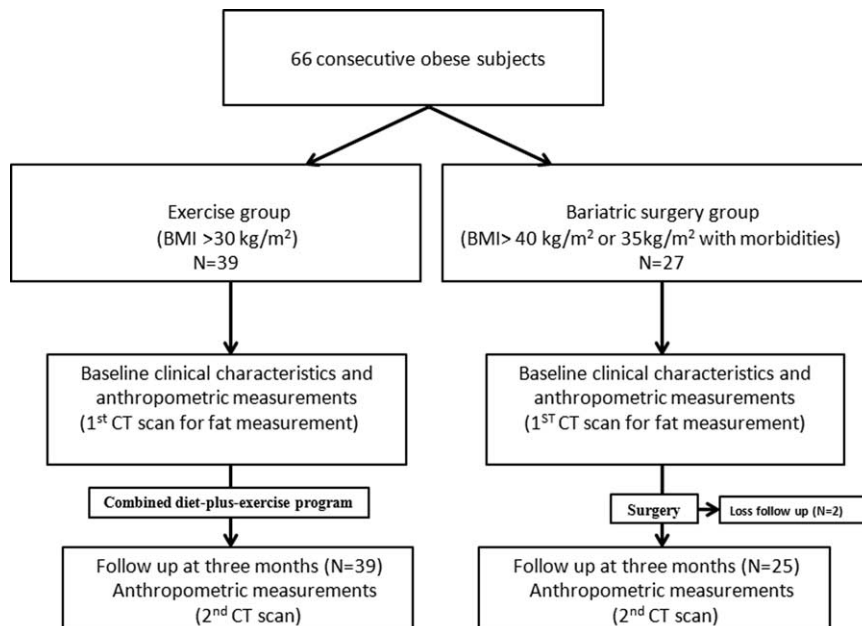 66 consecutive obese subjects
Exercise group
(BMI >30 kg/m²)
N=39
Bariatric surgery group
(BMI> 40 kg/m² or 35kg/m² with morbidities)
N=27
Baseline clinical characteristics and
anthropometric measurements
(1st CT scan for fat measurement)
Baseline clinical characteristics and
anthropometric measurements
(1ST CT scan for fat measurement)
Combined diet-plus-exercise program
Surgery
Loss follow up (N=2)
Follow up at three months (N=39)
Anthropometric measurements
(2nd CT scan)
Follow up at three months (N=25)
Anthropometric measurements
(2nd CT scan)